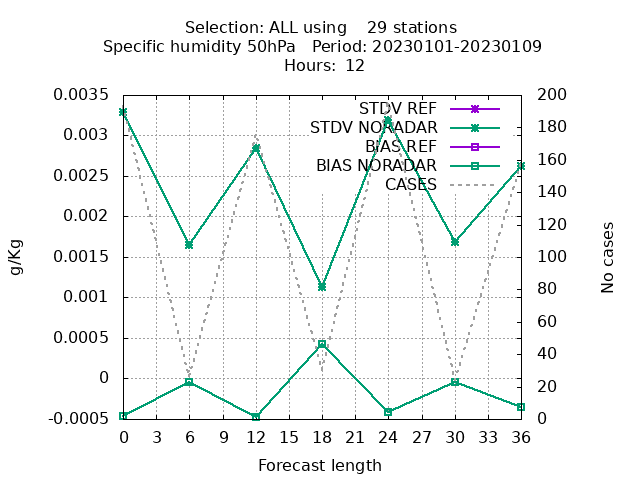 Selection: ALL using    29 stations
Specific humidity 50hPa   Period: 20230101-20230109
Hours: 12
0.0035
0.003
0.0025
0.002
0.0015
0.001
0.0005
0
-0.0005
g/Kg
STDV REF
STDV NORADAR
BIAS REF
BIAS NORADAR
CASES
200
180
160
140
120
100
80
60
40
20
0
No cases
0 3 6 9 12 15 18 21 24 27 30 33 36
Forecast length